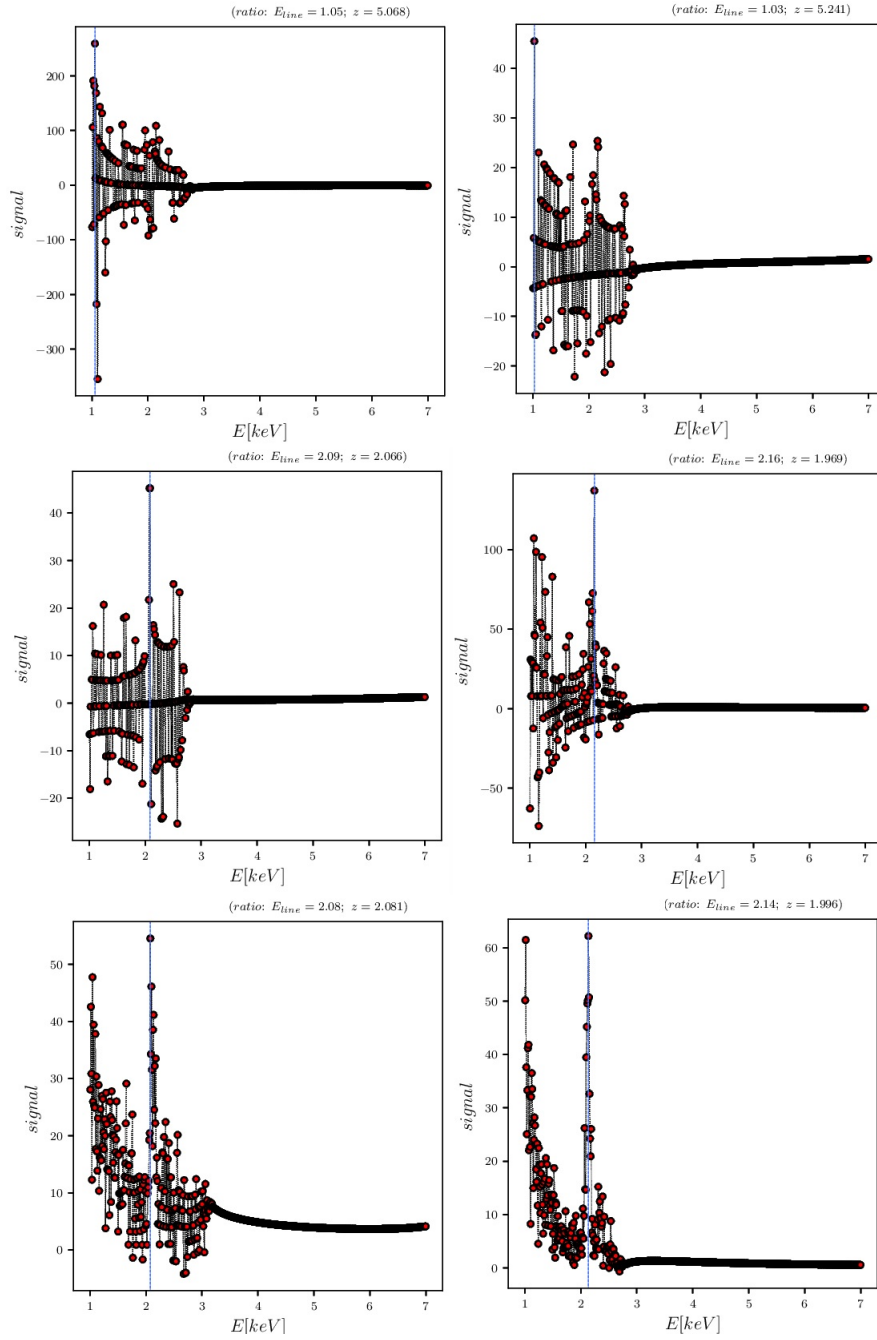 (ratio: E_line = 1.05; z = 5.068)
200
100
0
−100
−200
−300
signal
1 2 3 4 5 6 7
E[keV]
(ratio: E_line = 1.03; z = 5.241)
50
40
30
20
10
0
−10
−20
signal
1 2 3 4 5 6 7
E[keV]
(ratio: E_line = 2.09; z = 2.066)
40
30
20
10
0
−10
−20
signal
1 2 3 4 5 6 7
E[keV]
(ratio: E_line = 2.16; z = 1.969)
100
50
0
−50
signal
1 2 3 4 5 6 7
E[keV]
(ratio: E_line = 2.08; z = 2.081)
50
40
30
20
10
0
signal
1 2 3 4 5 6 7
E[keV]
(ratio: E_line = 2.14; z = 1.996)
60
50
40
30
20
10
0
signal
1 2 3 4 5 6 7
E[keV]